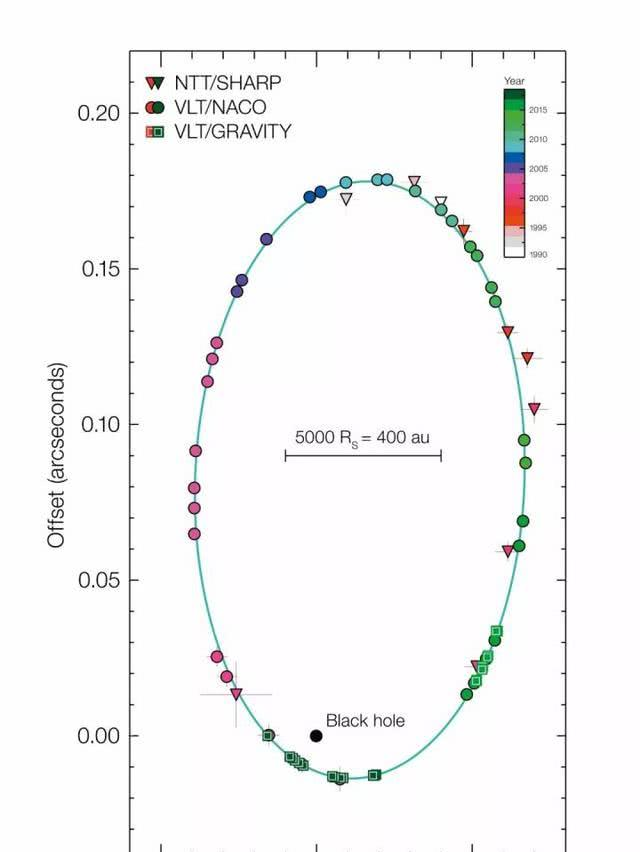 NTT/SHARP
VLT/NACO
VLT/GRAVITY
Year
2015
2010
2005
2000
1995
1990
0.20
0.15
0.10
0.05
0.00
Offset (arcseconds)
5000 RS = 400 au
Black hole